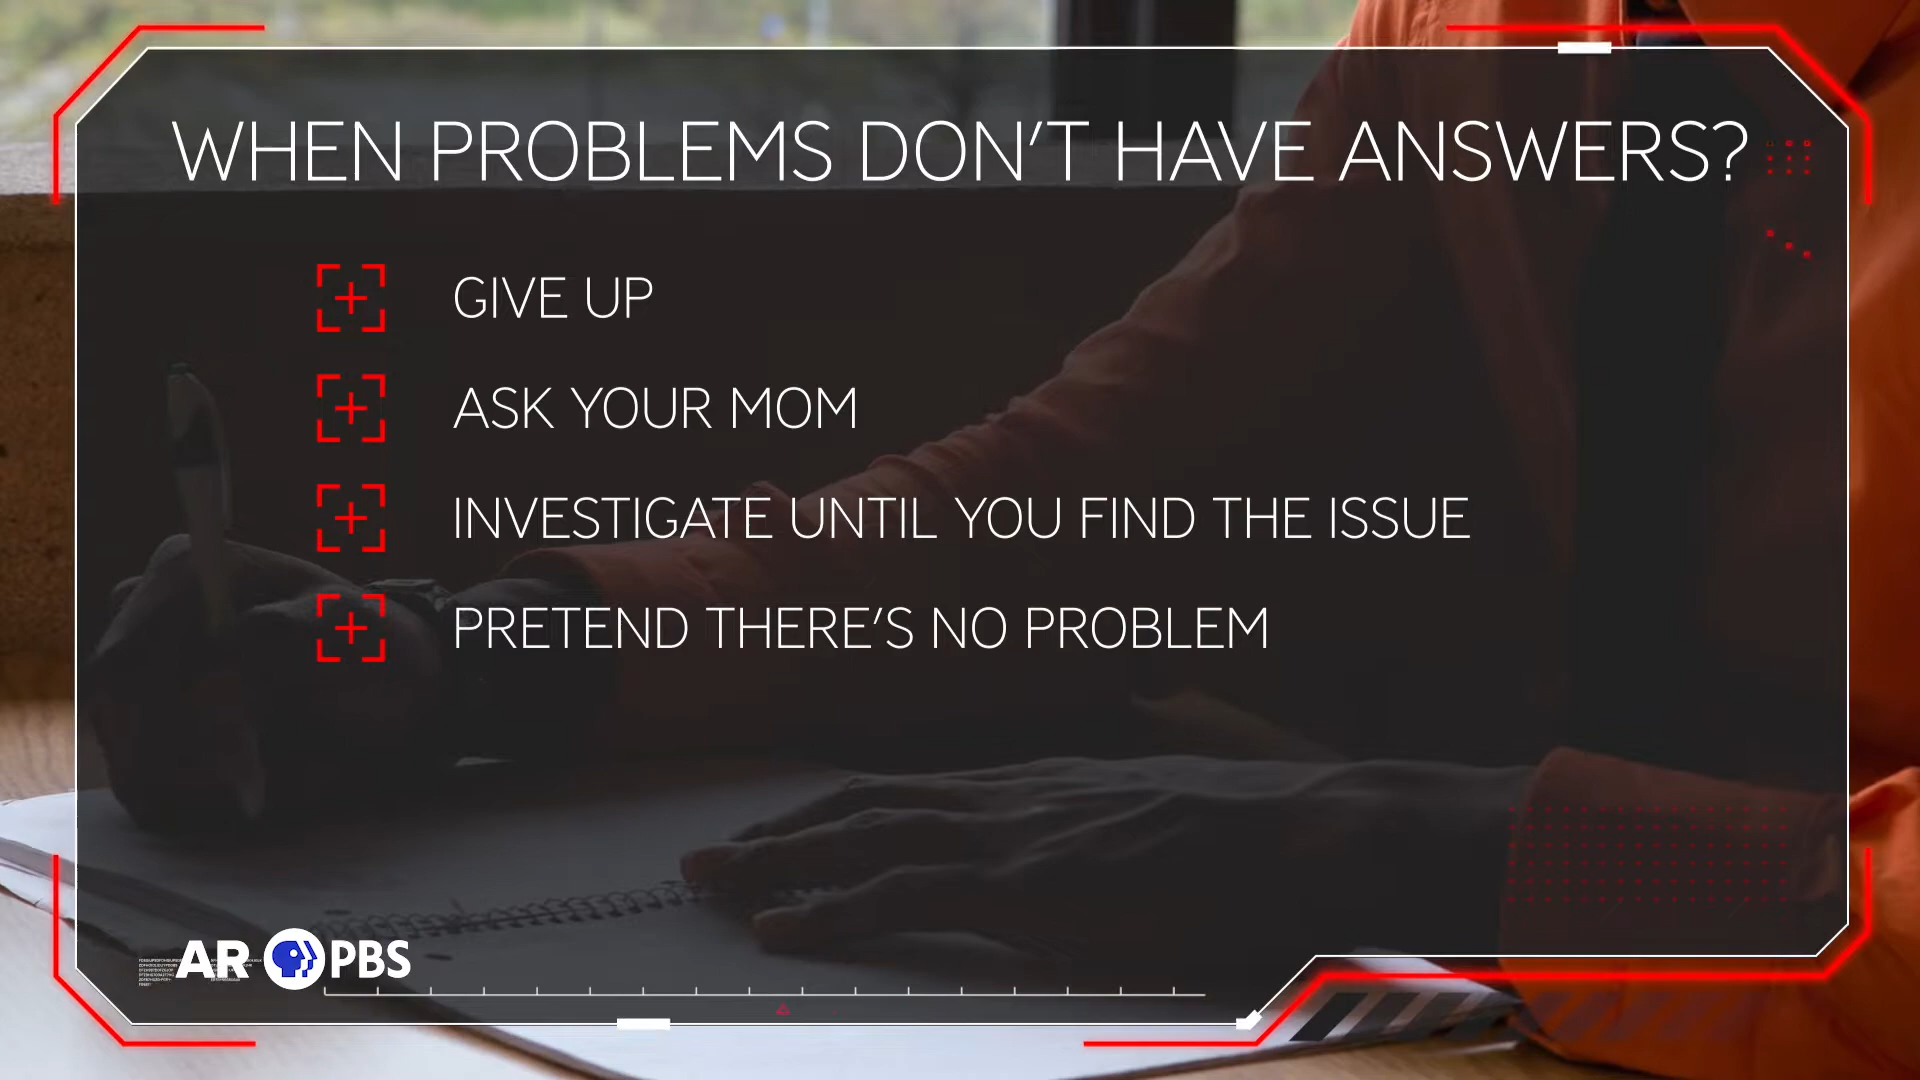 WHEN PROBLEMS DON'T HAVE ANSWERS?
GIVE UP
ASK YOUR MOM
INVESTIGATE UNTIL YOU FIND THE ISSUE
PRETEND THERE'S NO PROBLEM
AR PBS